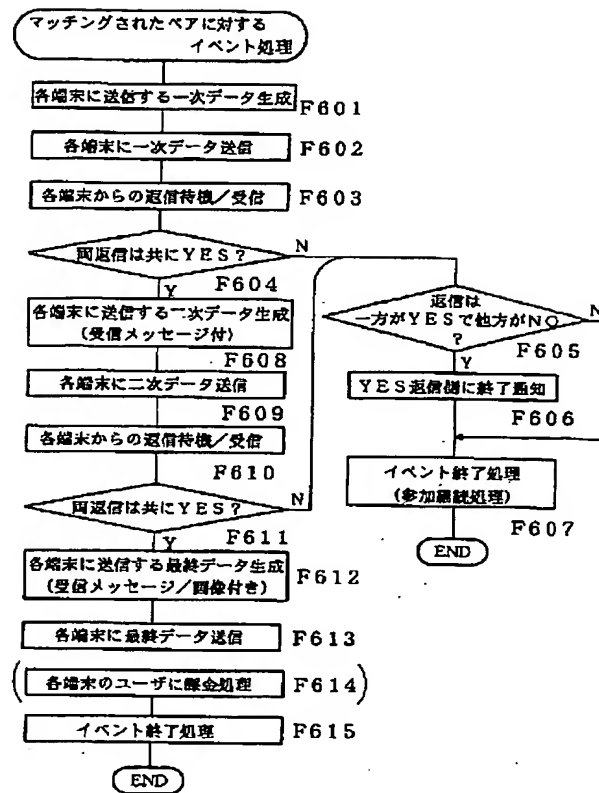 マッチングされたペアに対する
イベント処理
各端末に送信する一次データ生成
F601
各端末に一次データ送信
F602
各端末からの返信待機/受信
F603
両返信は共にYES?
N
Y
F604
返信は
一方がYESで他方がNO
?
N
F605
Y
YES返信側に終了通知
F606
イベント終了処理
(参加継続処理)
F607
END
各端末に送信する一次データ生成
(受信メッセージ付)
F608
各端末に二次データ送信
F609
各端末からの返信待機/受信
F610
両返信は共にYES?
N
F611
Y
各端末に送信する最終データ生成
(受信メッセージ/画像付き)
F612
各端末に最終データ送信
F613
(各端末のユーザに課金処理 F614)
イベント終了処理
F615
END